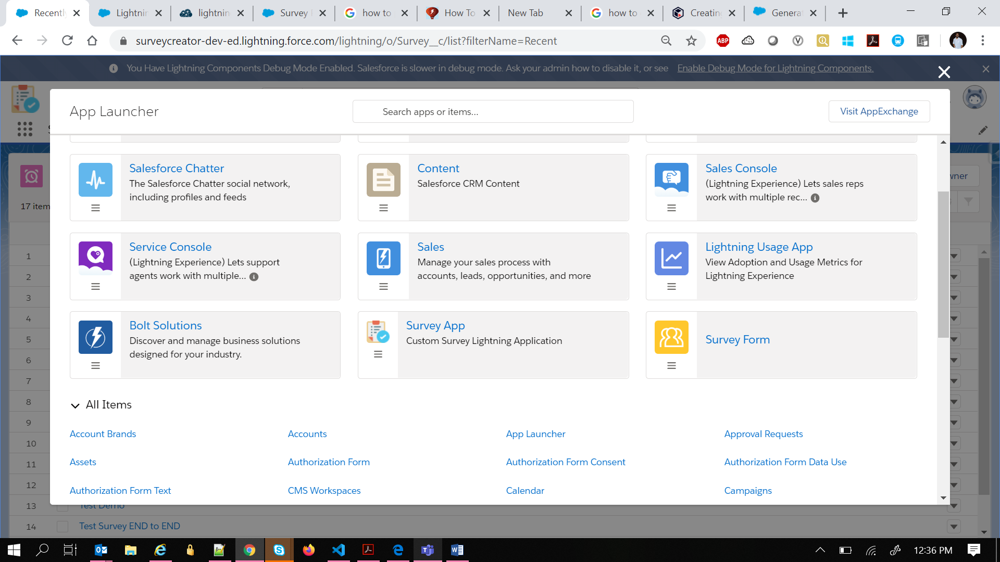 Recently
Lightnin
lightnin
Survey
how to
How To
New Tab
how to
Creating
Genera
surveycreator-dev-ed.lightning.force.com/lightning/o/Survey__c/list?filterName=Recent
ABP
You Have Lightning Components Debug Mode Enabled. Salesforce is slower in debug mode. Ask your admin how to disable it, or see Enable Debug Mode for Lightning Components.
App Launcher
Search apps or items...
Visit AppExchange
Salesforce Chatter
The Salesforce Chatter social network,
including profiles and feeds
Content
Salesforce CRM Content
Sales Console
(Lightning Experience) Lets sales reps
work with multiple rec...
Service Console
(Lightning Experience) Lets support
agents work with multiple...
Sales
Manage your sales process with
accounts, leads, opportunities, and more
Lightning Usage App
View Adoption and Usage Metrics for
Lightning Experience
Bolt Solutions
Discover and manage business solutions
designed for your industry.
Survey App
Custom Survey Lightning Application
Survey Form
All Items
Account Brands
Accounts
App Launcher
Approval Requests
Assets
Authorization Form
Authorization Form Consent
Authorization Form Data Use
Authorization Form Text
CMS Workspaces
Calendar
Campaigns
wner
17 item
1
2
3
4
5
6
7
8
9
10
11
12
13 Test Demo
14 Test Survey END to END
12:36 PM